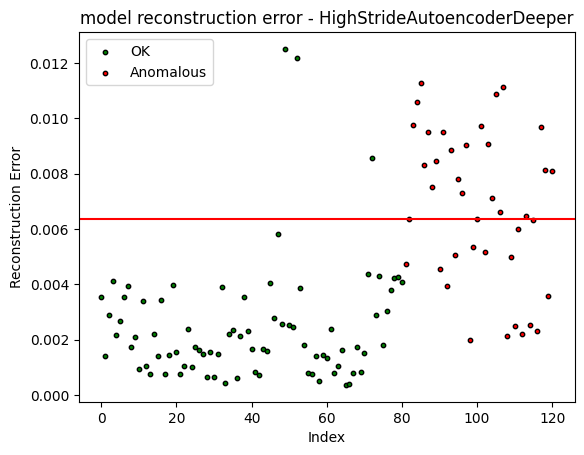 model reconstruction error - HighStrideAutoencoderDeeper
OK
Anomalous
Reconstruction Error
0.012
0.010
0.008
0.006
0.004
0.002
0.000
0 20 40 60 80 100 120
Index